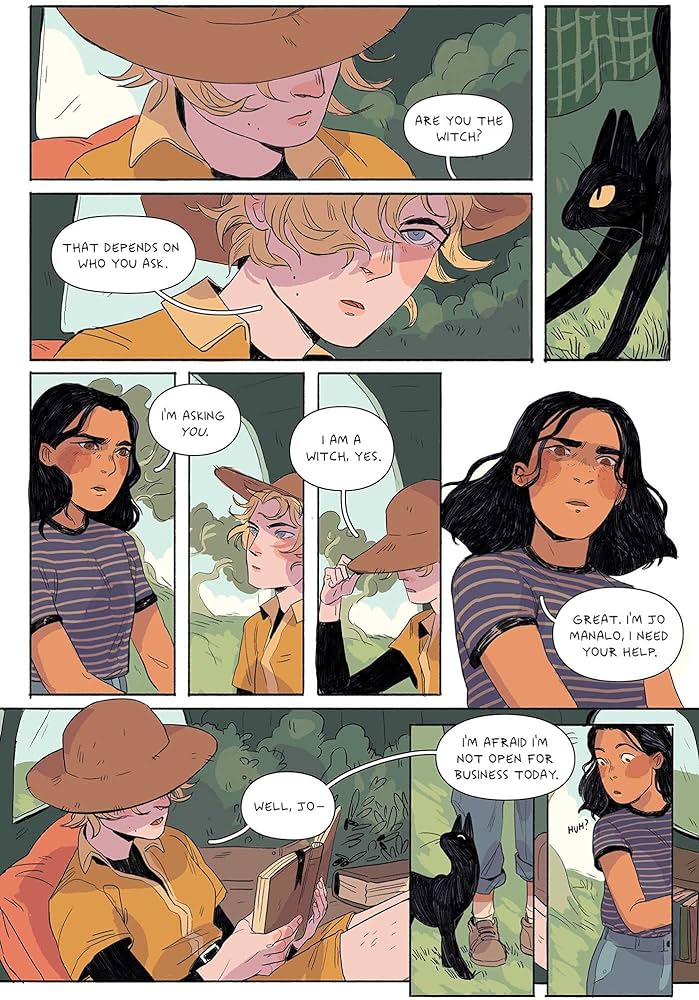 ARE YOU THE
WITCH?
THAT DEPENDS ON
WHO YOU ASK.
I'M ASKING
YOU.
I AM A
WITCH, YES.
GREAT. I'M JO
MANALO, I NEED
YOUR HELP.
WELL, JO–
I'M AFRAID I'M
NOT OPEN FOR
BUSINESS TODAY.
HUH?